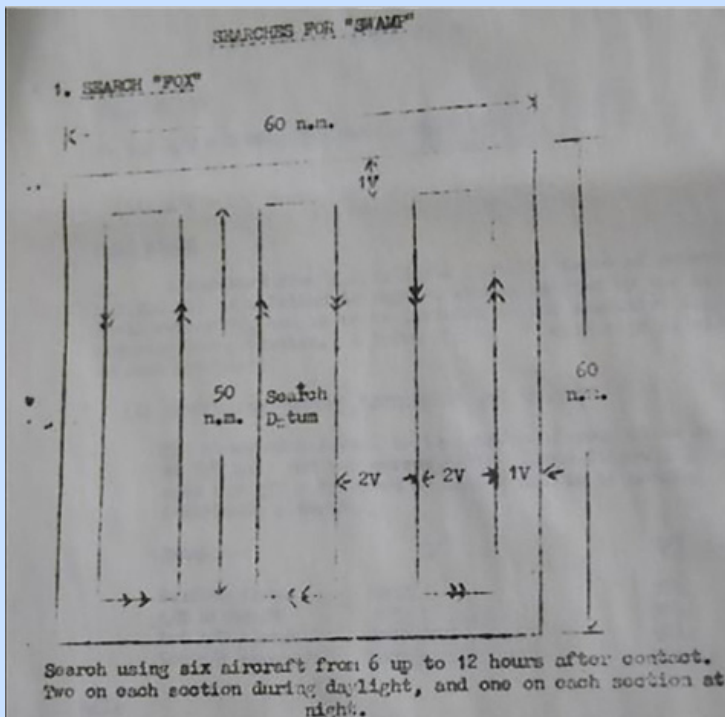 SEARCHES FOR "SWAMP"
1. SEARCH "FOX"
60 n.m.
1V
50
n.m.
Search
Datum
60
n.m.
2V
2V
1V
Search using six aircraft from 6 up to 12 hours after contact.
Two on each section during daylight, and one on each section at
night.